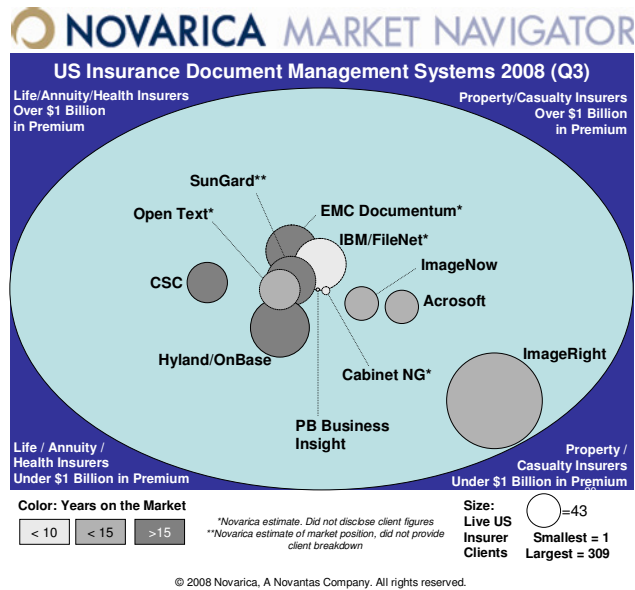 NOVARICA MARKET NAVIGATOR
US Insurance Document Management Systems 2008 (Q3)
Life/Annuity/Health Insurers
Over $1 Billion
in Premium
Property/Casualty Insurers
Over $1 Billion
in Premium
SunGard**
Open Text*
EMC Documentum*
IBM/FileNet*
ImageNow
CSC
Acrosoft
Hyland/OnBase
ImageRight
Cabinet NG*
PB Business
Insight
Life / Annuity /
Health Insurers
Under $1 Billion in Premium
Property /
Casualty Insurers
Under $1 Billion in Premium
Color: Years on the Market
< 10
< 15
>15
*Novarica estimate. Did not disclose client figures
**Novarica estimate of market position, did not provide
client breakdown
Size:
Live US
Insurer
Clients
=43
Smallest = 1
Largest = 309
© 2008 Novarica, A Novantas Company. All rights reserved.